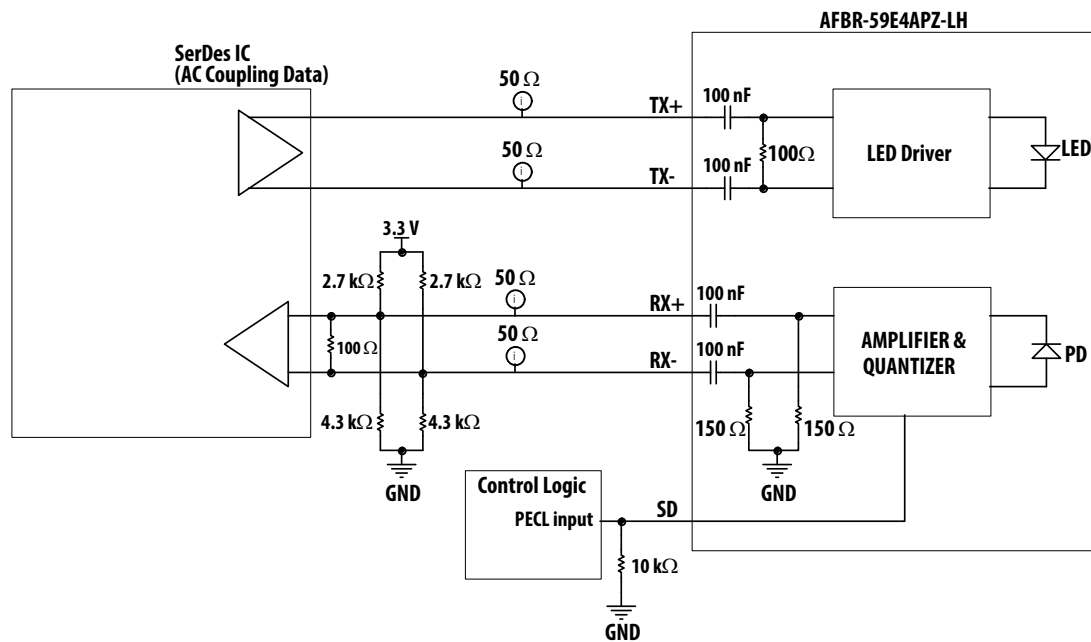 AFBR-59E4APZ-LH
SerDes IC
(AC Coupling Data)
50 Ω
TX+
100 nF
i
LED Driver
LED
100Ω
50 Ω
TX-
100 nF
i
3.3 V
2.7 kΩ
2.7 kΩ
50 Ω
RX+
100 nF
i
AMPLIFIER &
QUANTIZER
PD
100 Ω
50 Ω
RX-
100 nF
i
4.3 kΩ
4.3 kΩ
150 Ω
150 Ω
GND
GND
Control Logic
PECL input
SD
10 kΩ
GND